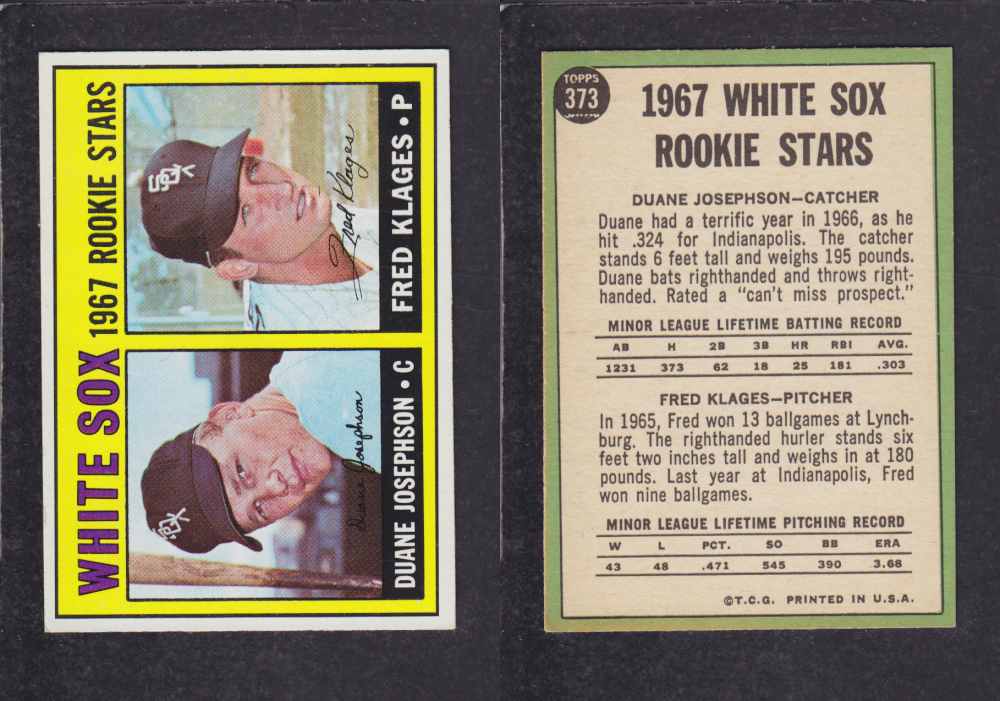 WHITE SOX
1967 ROOKIE STARS
DUANE JOSEPHSON • C
FRED KLAGES • P
Duane Josephson
Fred Klages
SOX
SOX
TOPPS
373
1967 WHITE SOX
ROOKIE STARS
DUANE JOSEPHSON—CATCHER
Duane had a terrific year in 1966, as he
hit .324 for Indianapolis. The catcher
stands 6 feet tall and weighs 195 pounds.
Duane bats righthanded and throws right-
handed. Rated a "can't miss prospect."
MINOR LEAGUE LIFETIME BATTING RECORD
AB H 2B 3B HR RBI AVG.
1231 373 62 18 25 181 .303
FRED KLAGES—PITCHER
In 1965, Fred won 13 ballgames at Lynch-
burg. The righthanded hurler stands six
feet two inches tall and weighs in at 180
pounds. Last year at Indianapolis, Fred
won nine ballgames.
MINOR LEAGUE LIFETIME PITCHING RECORD
W L PCT. SO BB ERA
43 48 .471 545 390 3.68
©T.C.G. PRINTED IN U.S.A.